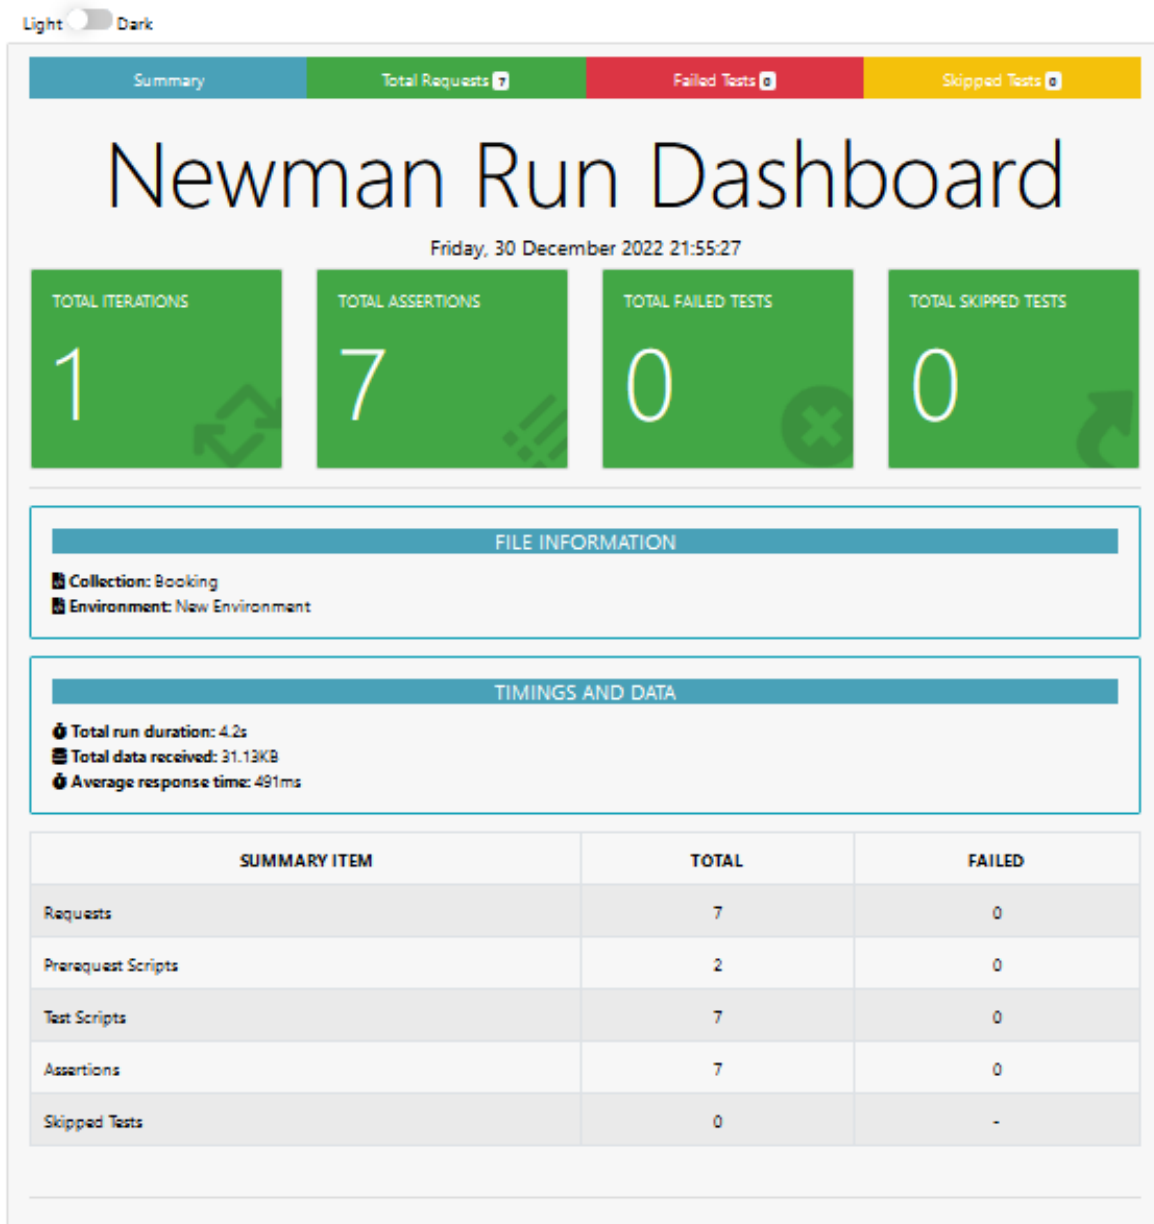 Light Dark
Summary Total Requests 7 Failed Tests 0 Skipped Tests 0
Newman Run Dashboard
Friday, 30 December 2022 21:55:27
TOTAL ITERATIONS TOTAL ASSERTIONS TOTAL FAILED TESTS TOTAL SKIPPED TESTS
1 7 0 0
FILE INFORMATION
Collection: Booking
Environment: New Environment
TIMINGS AND DATA
Total run duration: 4.2s
Total data received: 31.13KB
Average response time: 491ms
SUMMARY ITEM TOTAL FAILED
Requests 7 0
Prerequest Scripts 2 0
Test Scripts 7 0
Assertions 7 0
Skipped Tests 0 -